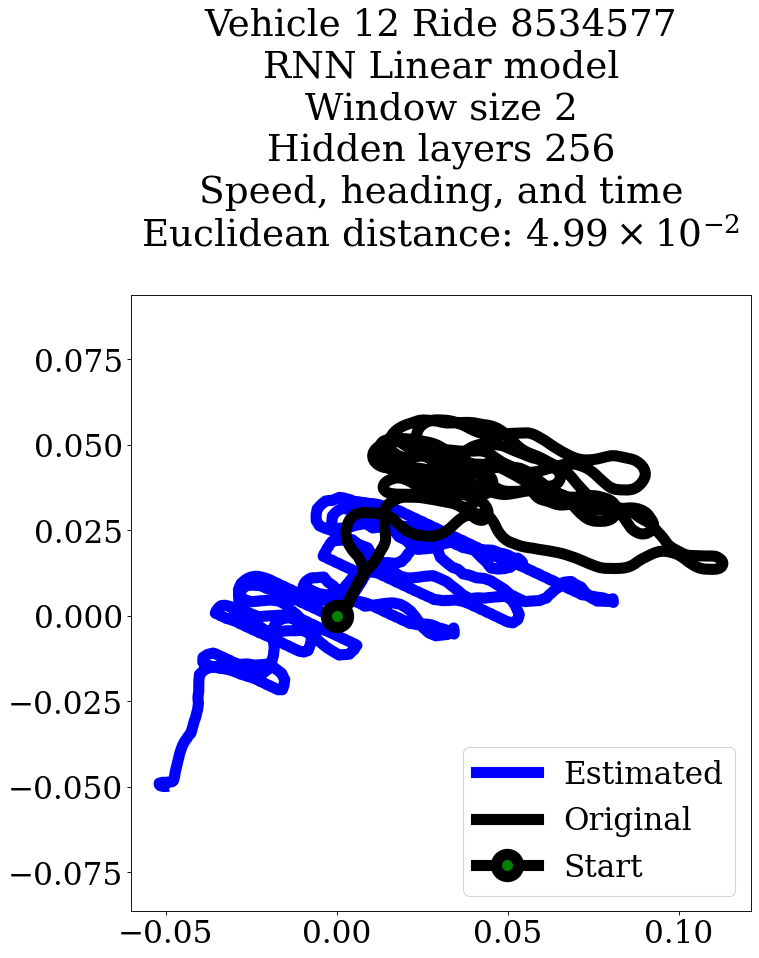 Vehicle 12 Ride 8534577
RNN Linear model
Window size 2
Hidden layers 256
Speed, heading, and time
Euclidean distance: 4.99 × 10⁻²
0.075
0.050
0.025
0.000
−0.025
−0.050
−0.075
Estimated
Original
Start
−0.05 0.00 0.05 0.10